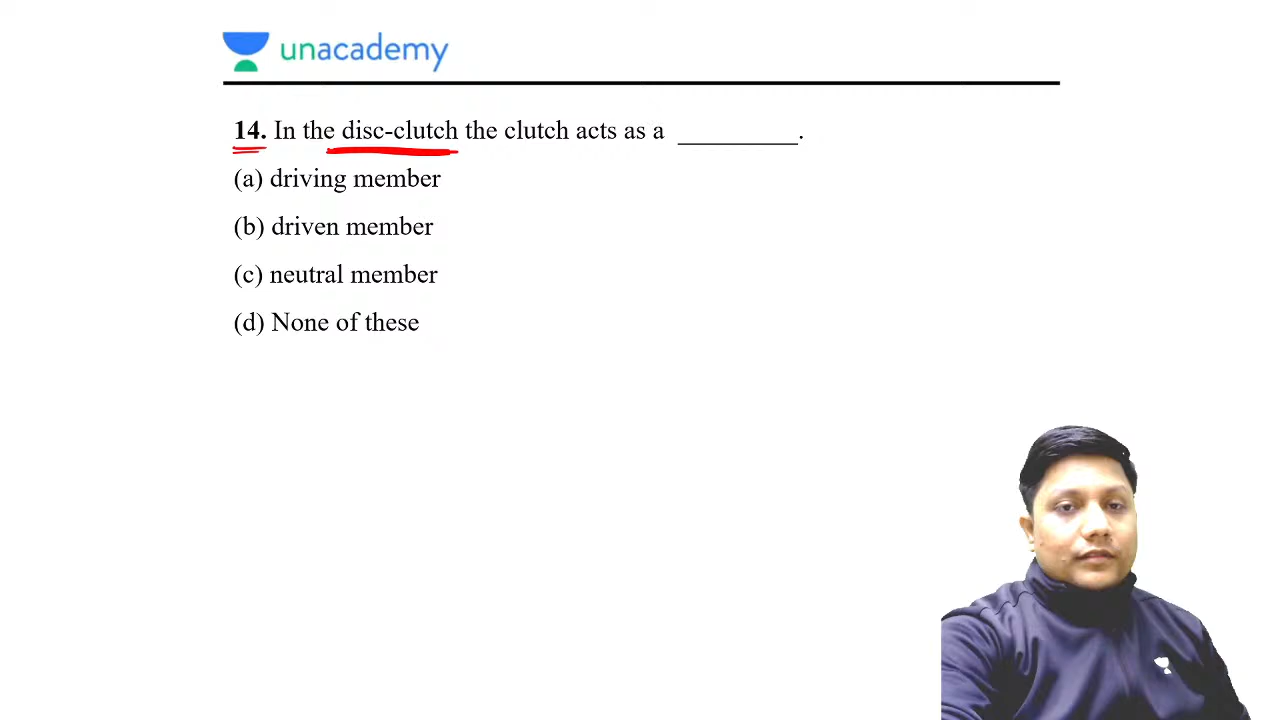 unacademy
14. In the disc-clutch the clutch acts as a _________.
(a) driving member
(b) driven member
(c) neutral member
(d) None of these